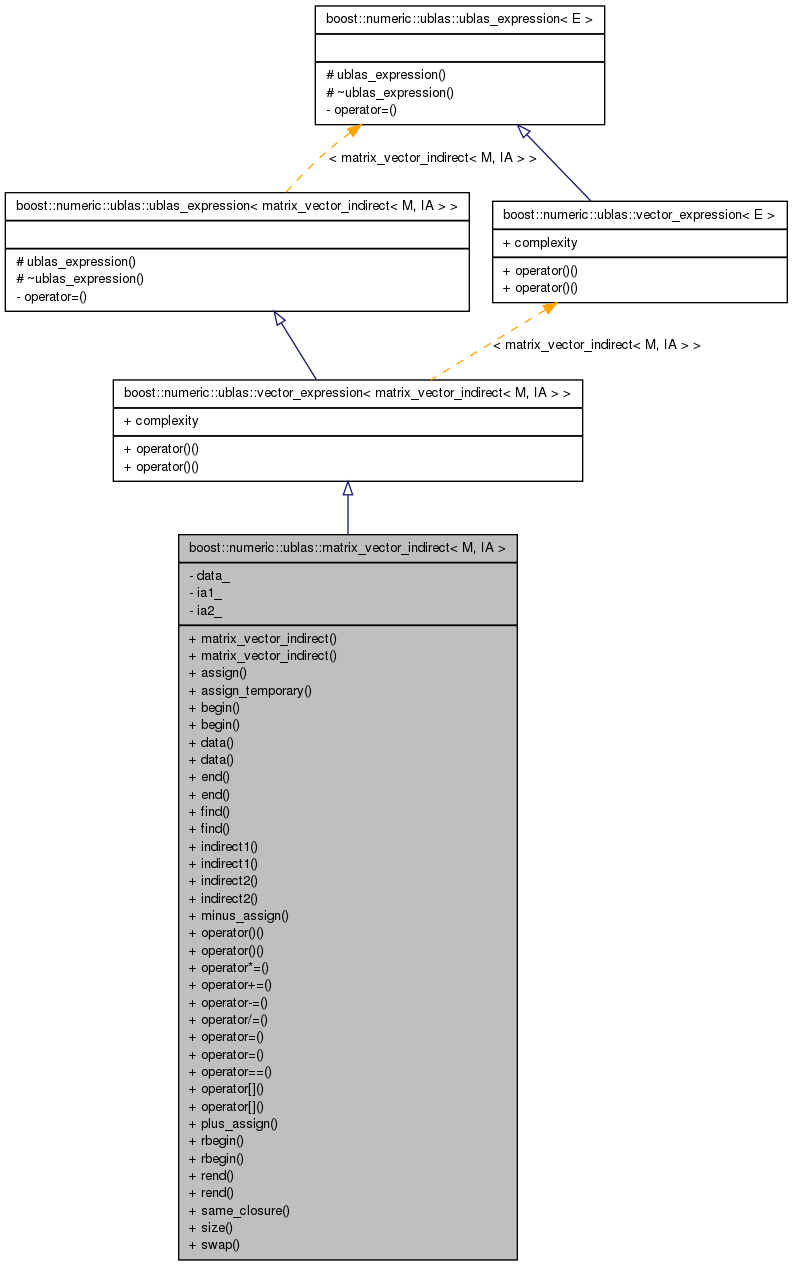 boost::numeric::ublas::ublas_expression< E >
# ublas_expression()
# ~ublas_expression()
- operator=()
< matrix_vector_indirect< M, IA > >
boost::numeric::ublas::ublas_expression< matrix_vector_indirect< M, IA > >
# ublas_expression()
# ~ublas_expression()
- operator=()
boost::numeric::ublas::vector_expression< E >
+ complexity
+ operator()()
+ operator()()
< matrix_vector_indirect< M, IA > >
boost::numeric::ublas::vector_expression< matrix_vector_indirect< M, IA > >
+ complexity
+ operator()()
+ operator()()
boost::numeric::ublas::matrix_vector_indirect< M, IA >
- data_
- ia1_
- ia2_
+ matrix_vector_indirect()
+ matrix_vector_indirect()
+ assign()
+ assign_temporary()
+ begin()
+ begin()
+ data()
+ data()
+ end()
+ end()
+ find()
+ find()
+ indirect1()
+ indirect1()
+ indirect2()
+ indirect2()
+ minus_assign()
+ operator()()
+ operator()()
+ operator*=()
+ operator+=()
+ operator-=()
+ operator/=()
+ operator=()
+ operator=()
+ operator==()
+ operator[]()
+ operator[]()
+ plus_assign()
+ rbegin()
+ rbegin()
+ rend()
+ rend()
+ same_closure()
+ size()
+ swap()